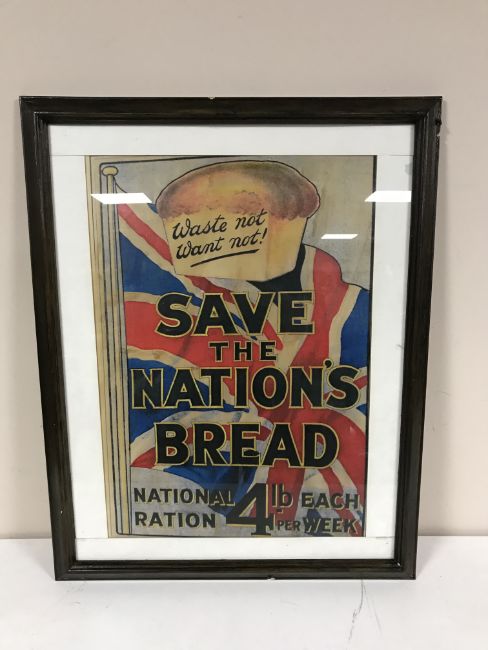 Waste not
Want not!
SAVE
THE
NATION'S
BREAD
NATIONAL 4lb EACH
RATION PER WEEK